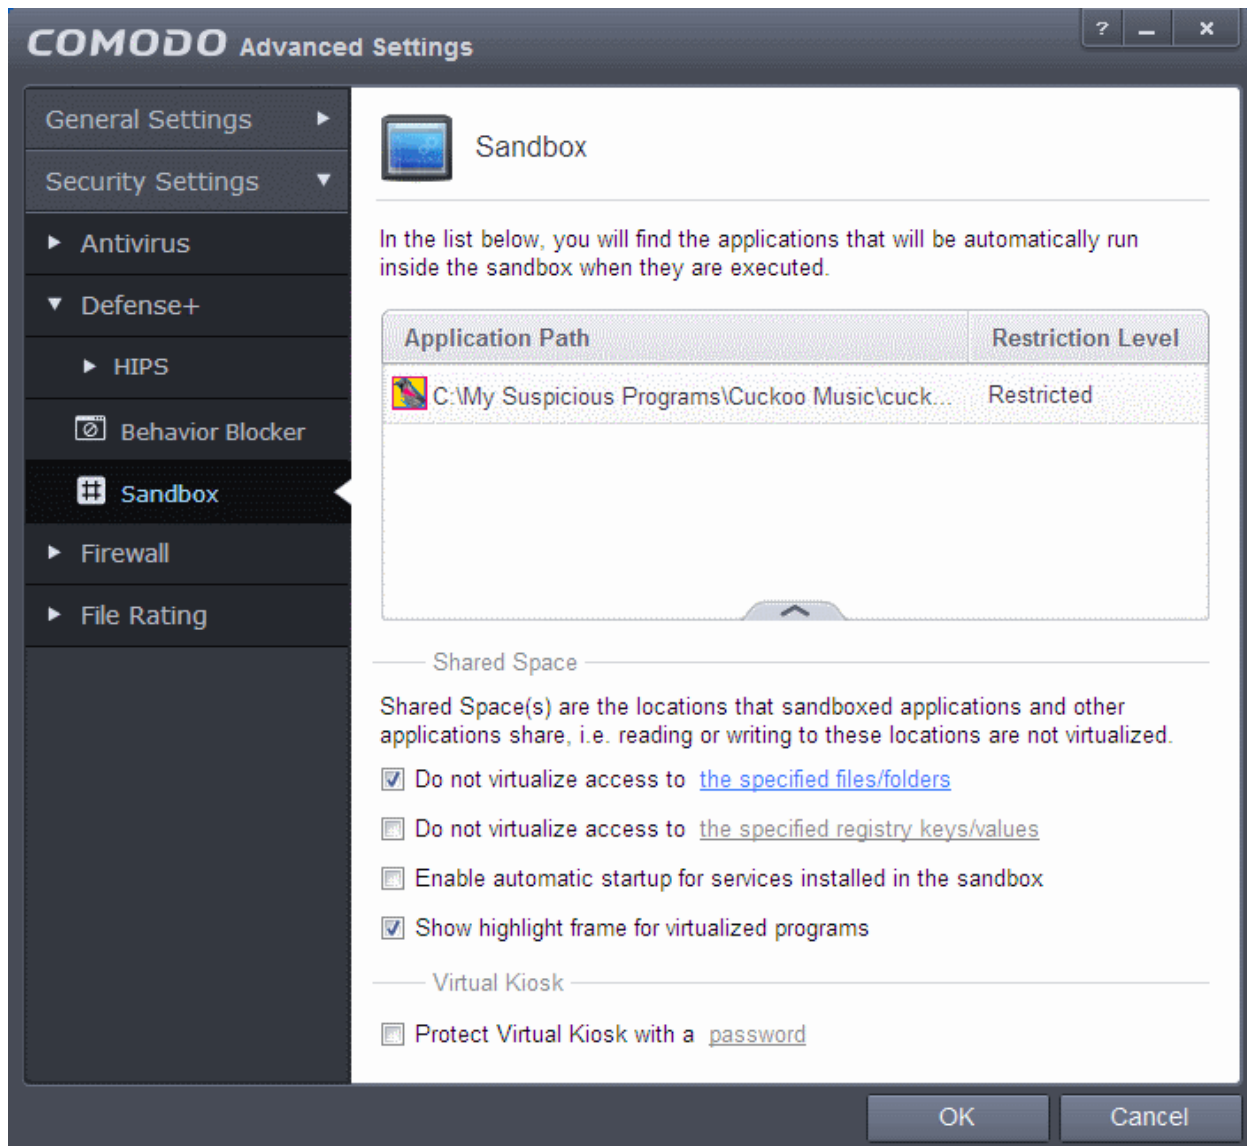 COMODO Advanced Settings
?
General Settings
Security Settings
Antivirus
Defense+
HIPS
Behavior Blocker
Sandbox
Firewall
File Rating
Sandbox
In the list below, you will find the applications that will be automatically run
inside the sandbox when they are executed.
Application Path Restriction Level
C:\My Suspicious Programs\Cuckoo Music\cuck... Restricted
Shared Space
Shared Space(s) are the locations that sandboxed applications and other
applications share, i.e. reading or writing to these locations are not virtualized.
Do not virtualize access to the specified files/folders
Do not virtualize access to the specified registry keys/values
Enable automatic startup for services installed in the sandbox
Show highlight frame for virtualized programs
Virtual Kiosk
Protect Virtual Kiosk with a password
OK Cancel